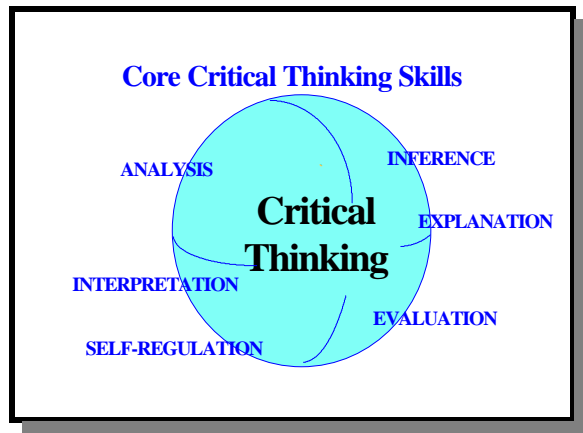 Core Critical Thinking Skills
ANALYSIS
INFERENCE
Critical
Thinking
EXPLANATION
INTERPRETATION
EVALUATION
SELF-REGULATION